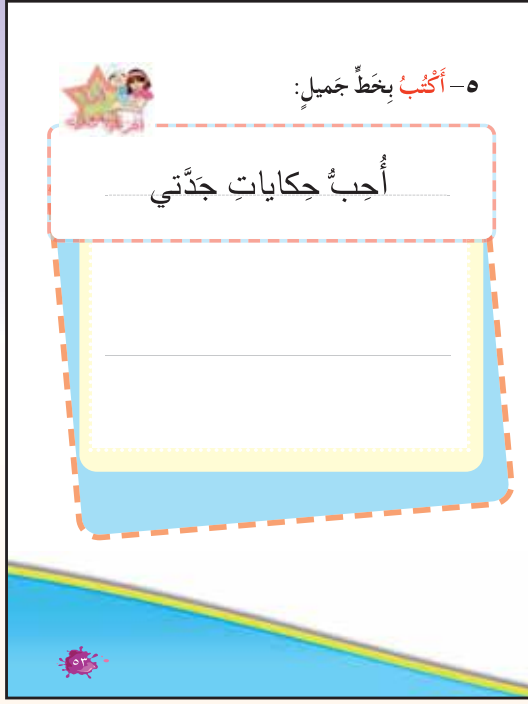 ٥- أَكْتُبُ بِخَطٍّ جَميلٍ:
أُحِبُّ حِكاياتِ جَدَّتي
٥٣